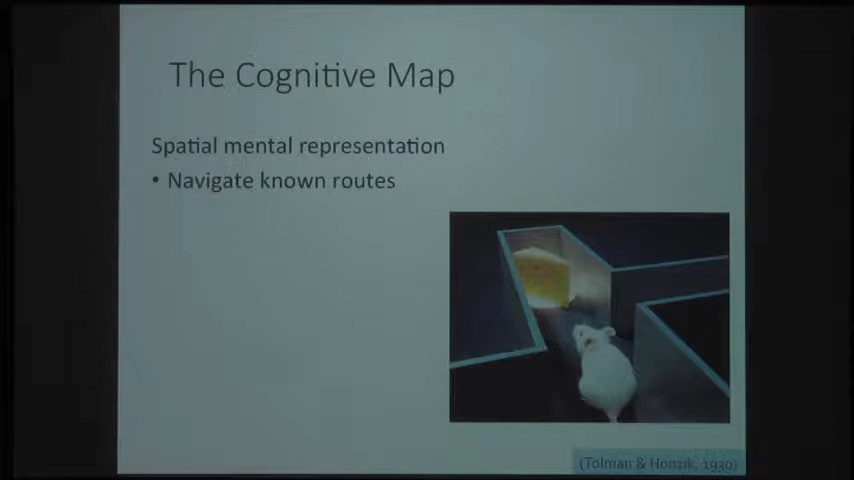 The Cognitive Map
Spatial mental representation
• Navigate known routes
(Tolman & Honzik, 1930)